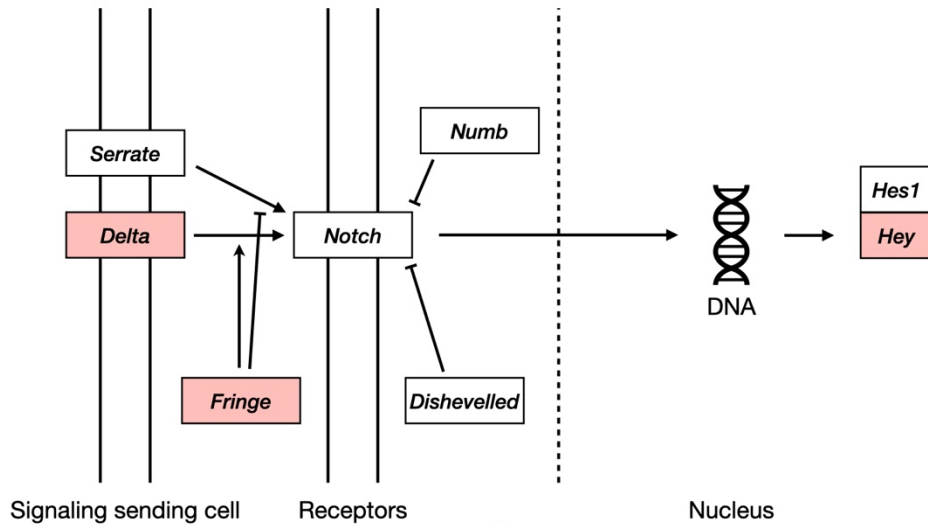 Numb
Serrate
Hes1
Delta
Notch
Hey
DNA
Fringe
Dishevelled
Signaling sending cell
Receptors
Nucleus